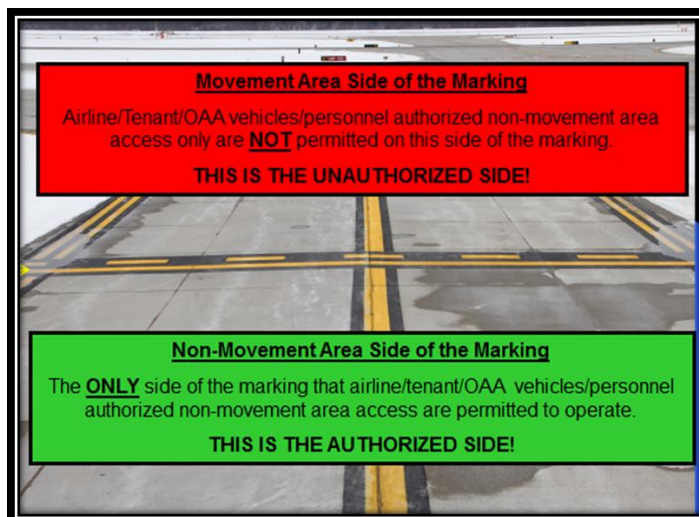 Movement Area Side of the Marking
Airline/Tenant/OAA vehicles/personnel authorized non-movement area
access only are NOT permitted on this side of the marking.
THIS IS THE UNAUTHORIZED SIDE!
Non-Movement Area Side of the Marking
The ONLY side of the marking that airline/tenant/OAA vehicles/personnel
authorized non-movement area access are permitted to operate.
THIS IS THE AUTHORIZED SIDE!